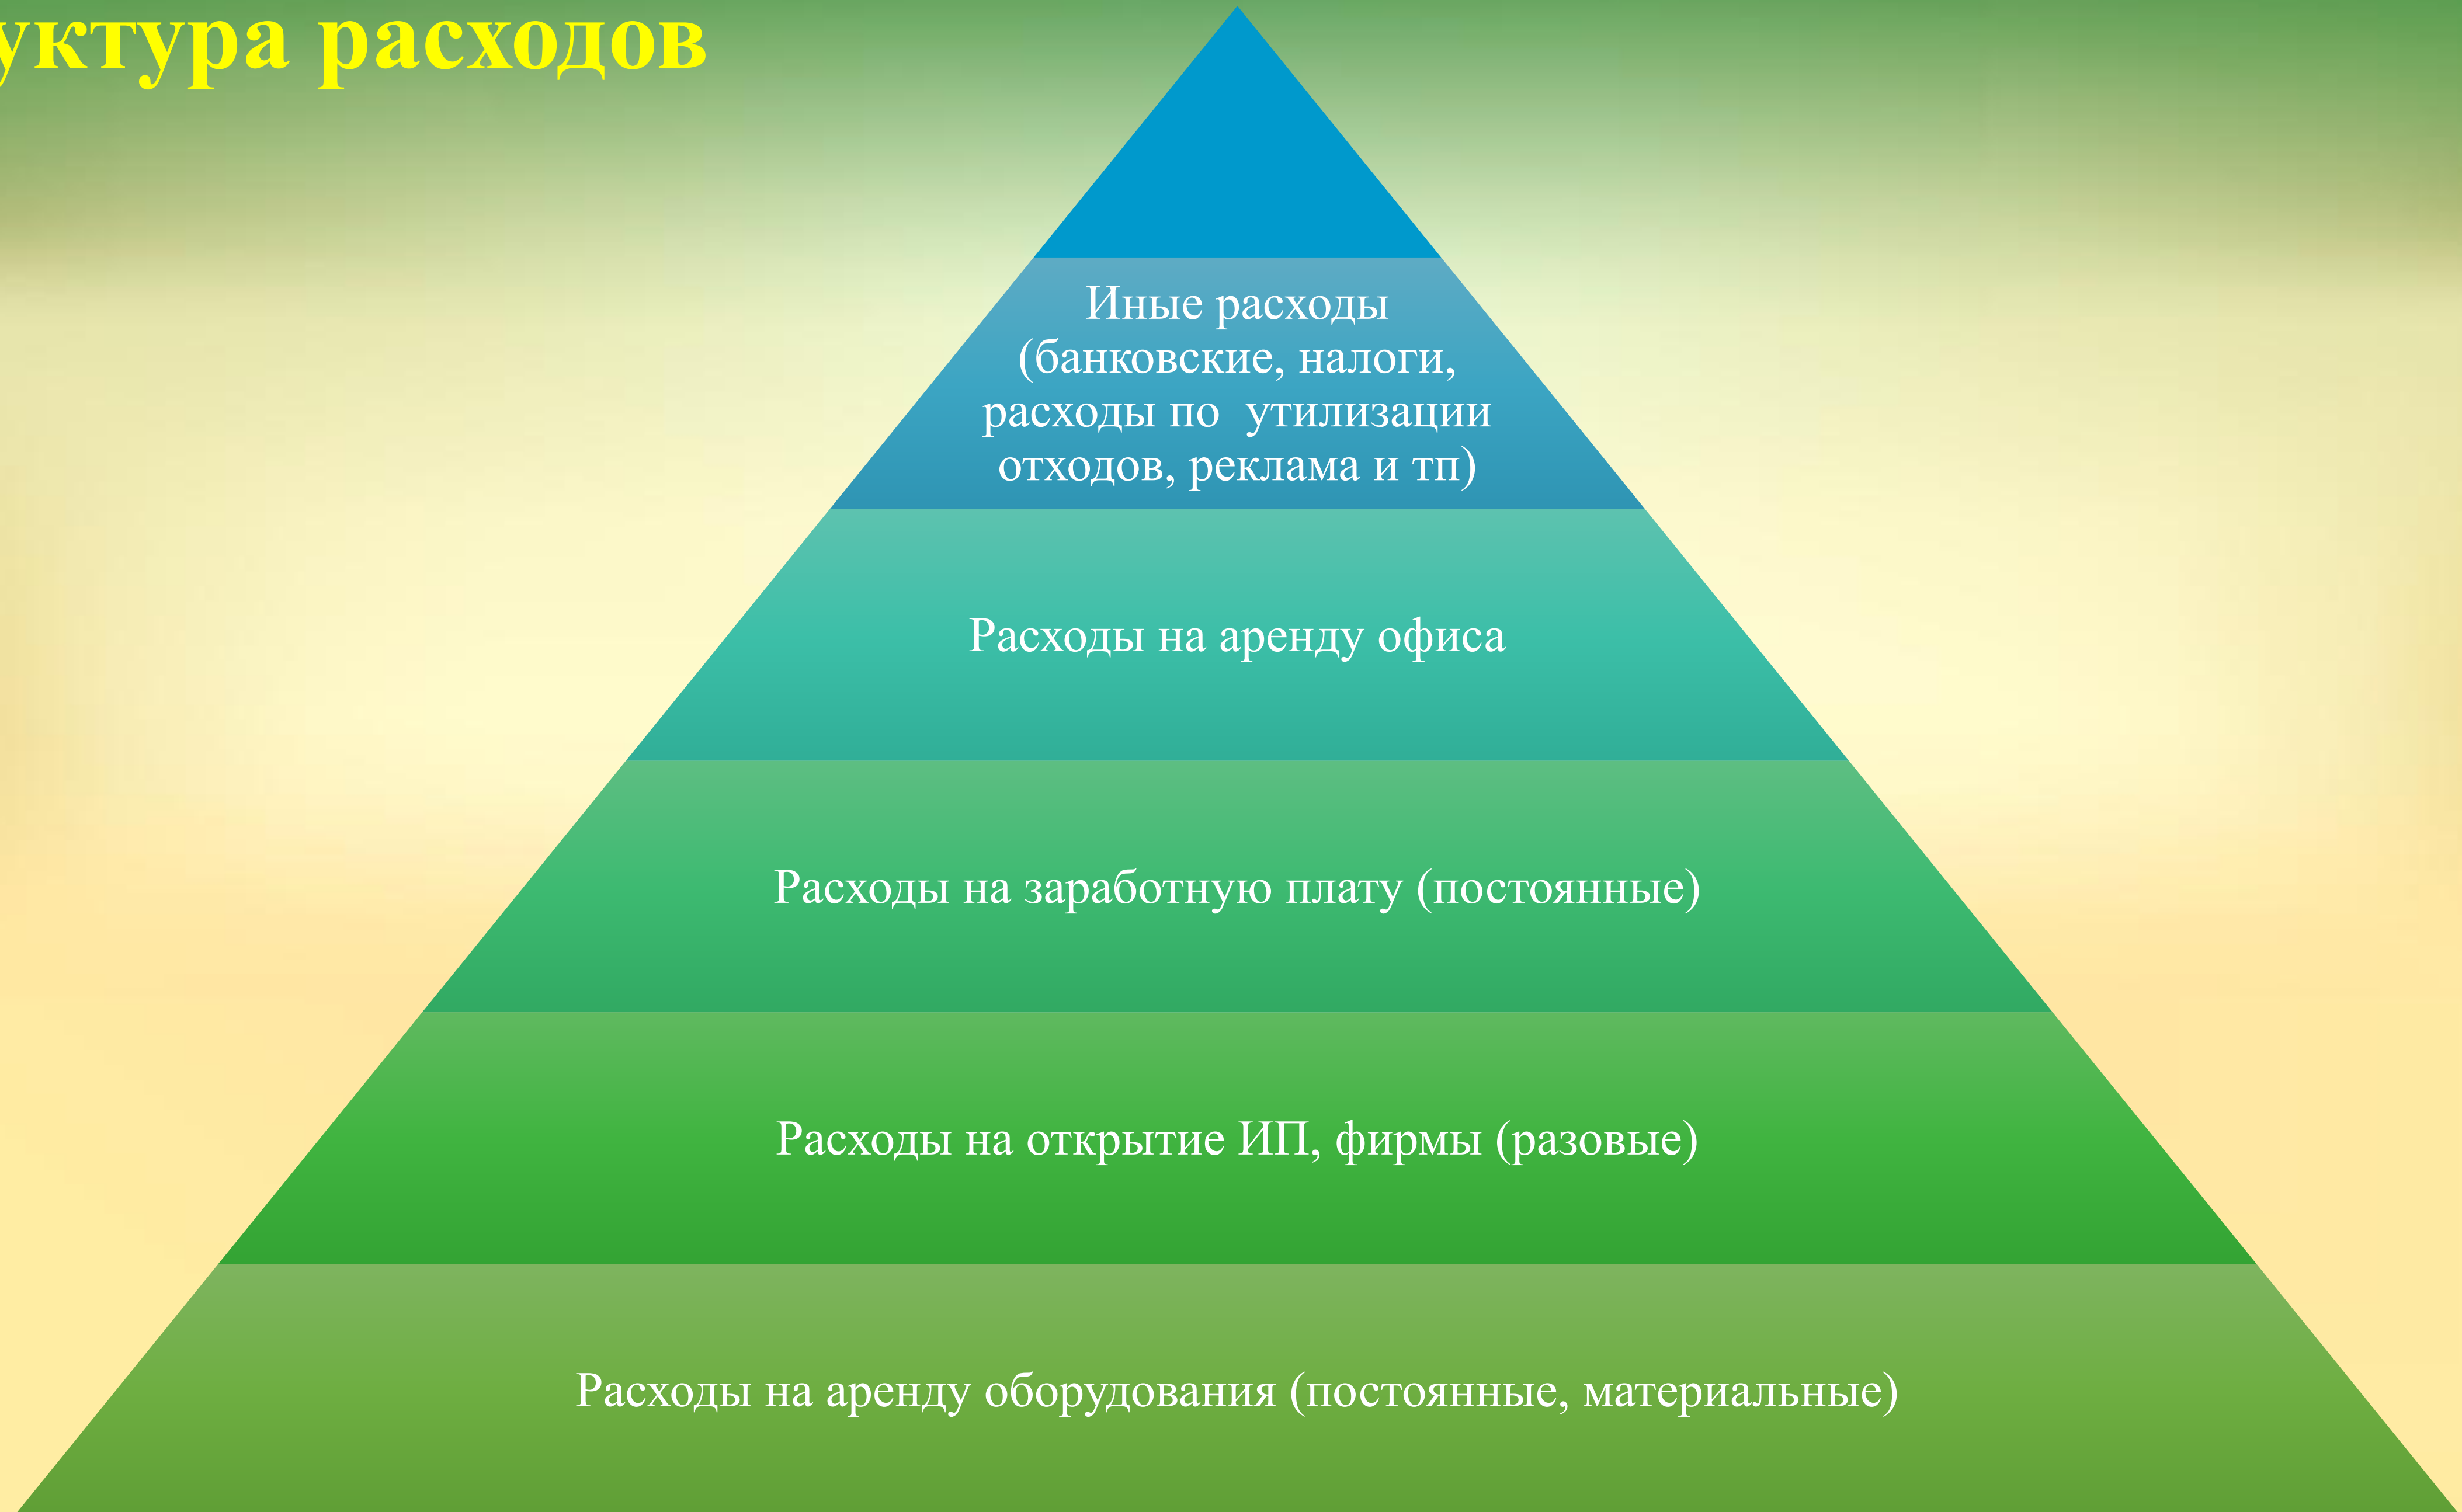 уктура расходов
Иные расходы
(банковские, налоги,
расходы по  утилизации
отходов, реклама и тп)
Расходы на аренду офиса
Расходы на заработную плату (постоянные)
Расходы на открытие ИП, фирмы (разовые)
Расходы на аренду оборудования (постоянные, материальные)